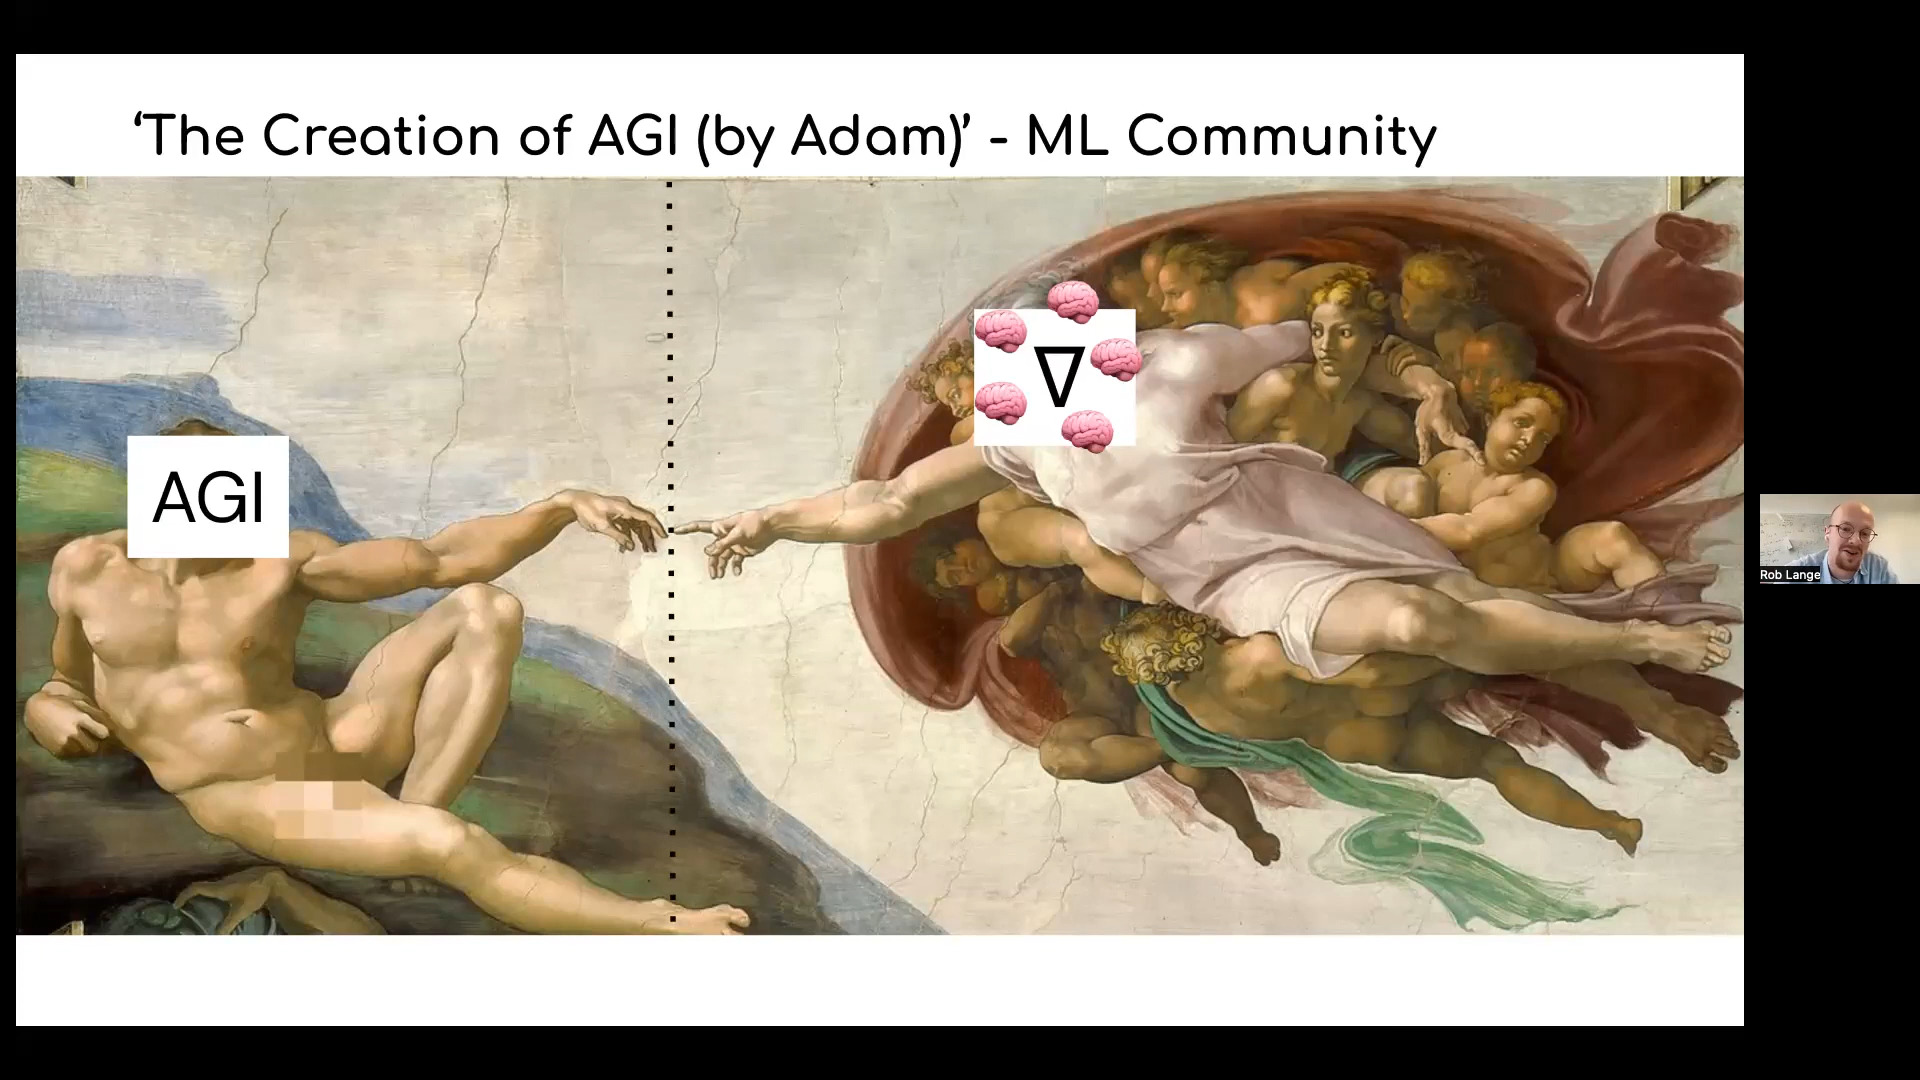 ‘The Creation of AGI (by Adam)’ - ML Community
∇
AGI
Rob Lange